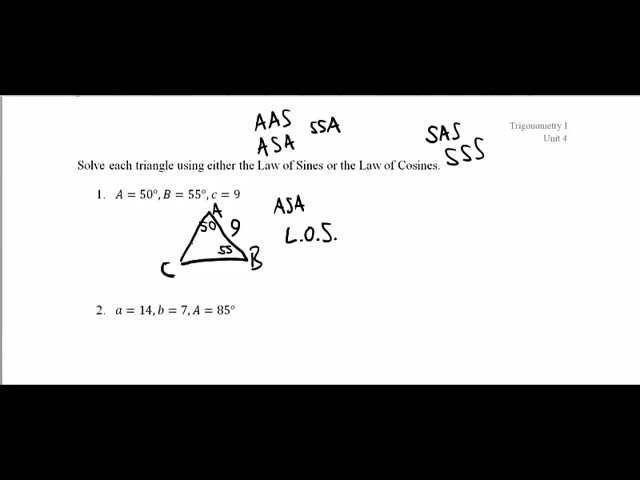 AAS SSA
ASA
SAS
SSS
Trigonometry I
Unit 4
Solve each triangle using either the Law of Sines or the Law of Cosines.
1. A = 50°, B = 55°, c = 9
ASA
L.O.S.
A
50 9
55 B
C
2. a = 14, b = 7, A = 85°